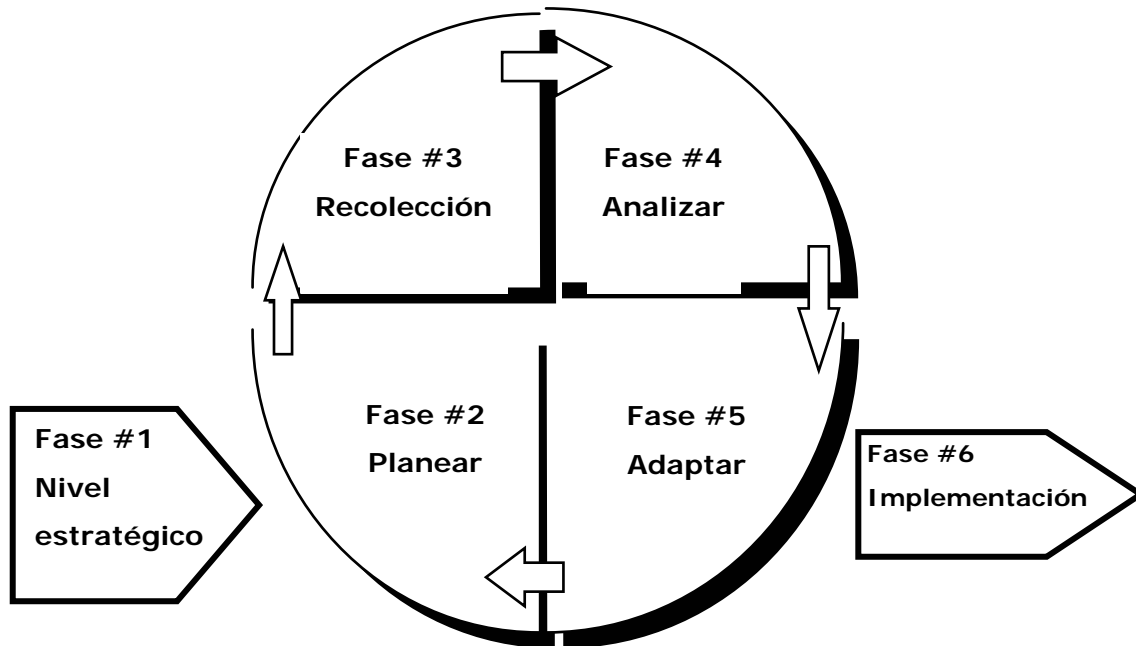 Fase #3
Recolección
Fase #4
Analizar
Fase #1
Nivel
estratégico
Fase #2
Planear
Fase #5
Adaptar
Fase #6
Implementación